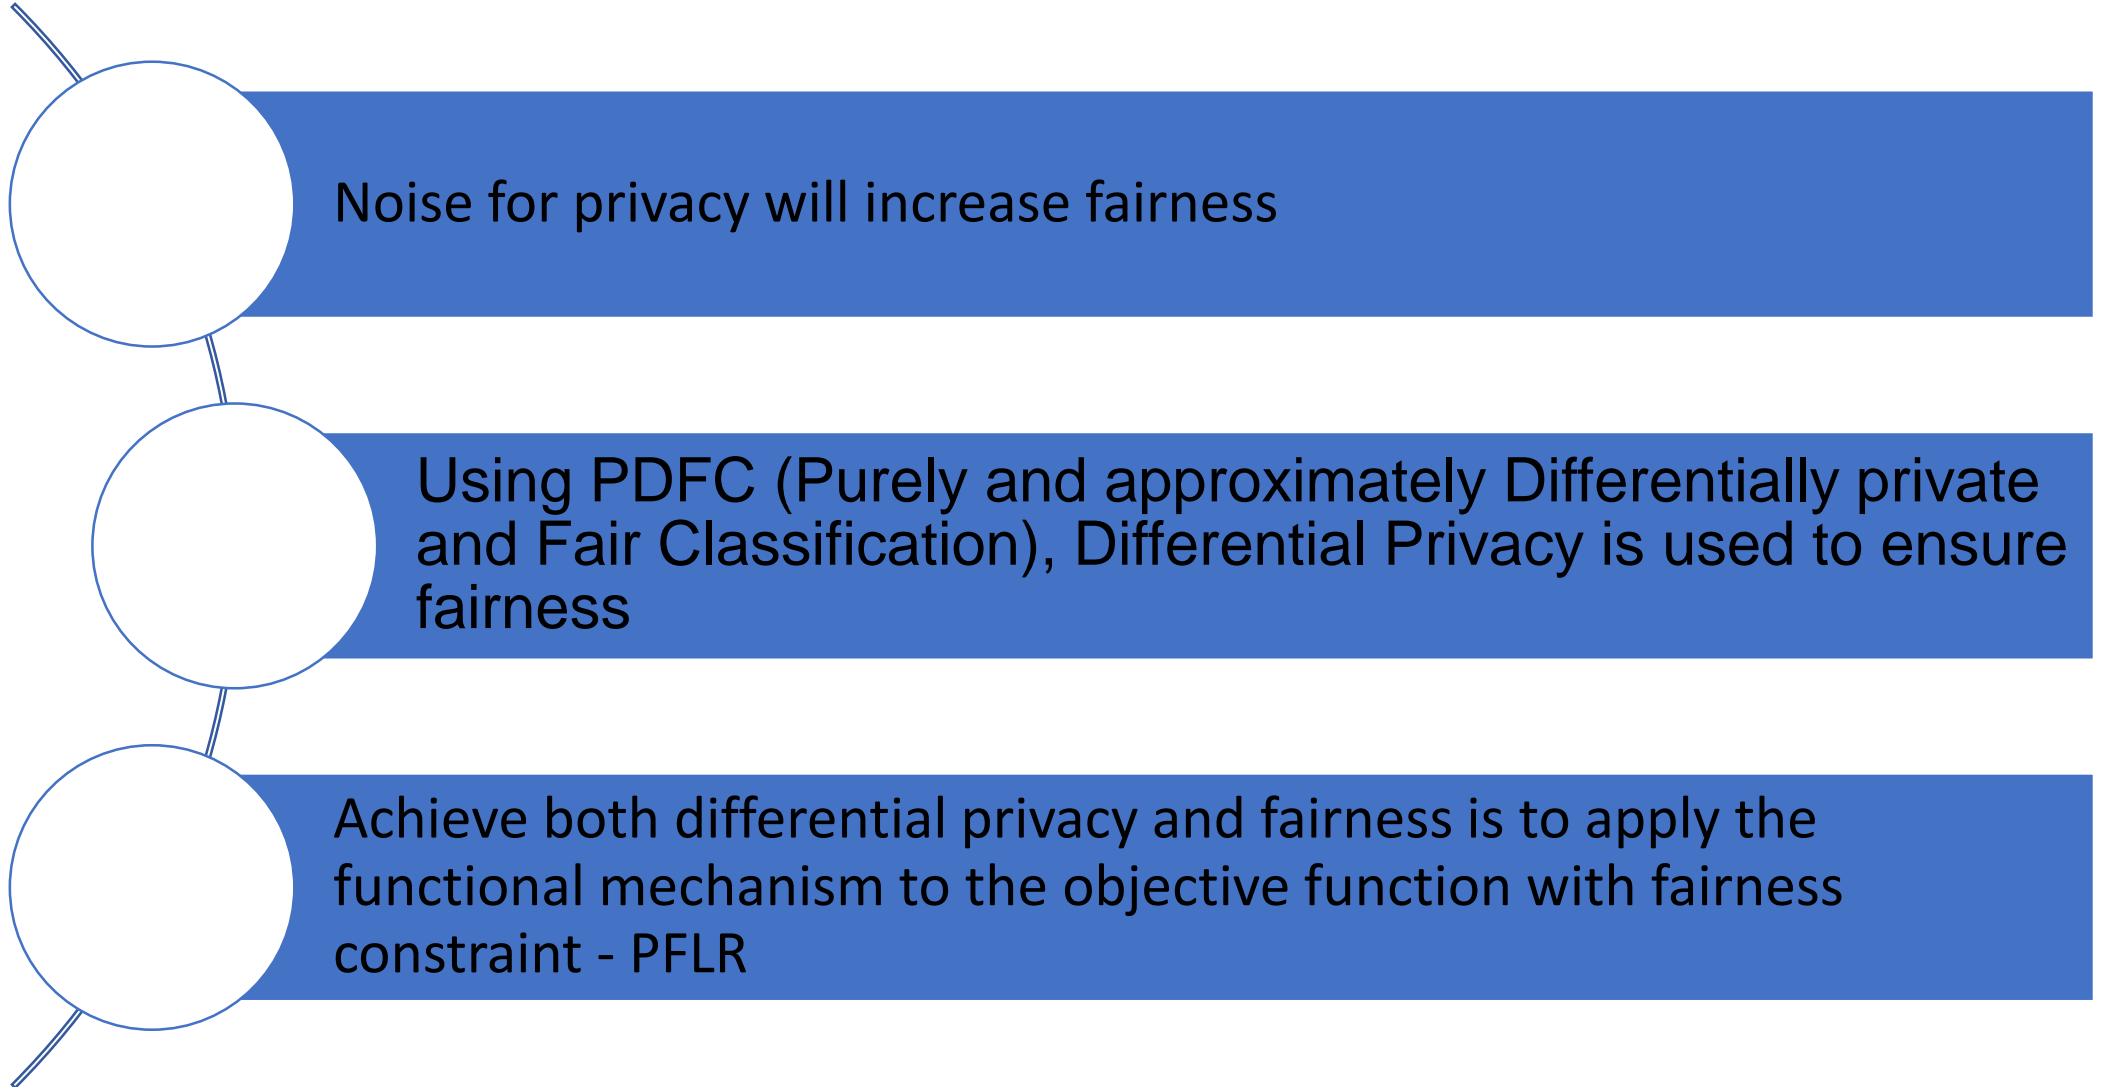 Noise for privacy will increase fairness
Using PDFC (Purely and approximately Differentially private
and Fair Classification), Differential Privacy is used to ensure
fairness
Achieve both differential privacy and fairness is to apply the
functional mechanism to the objective function with fairness
constraint - PFLR